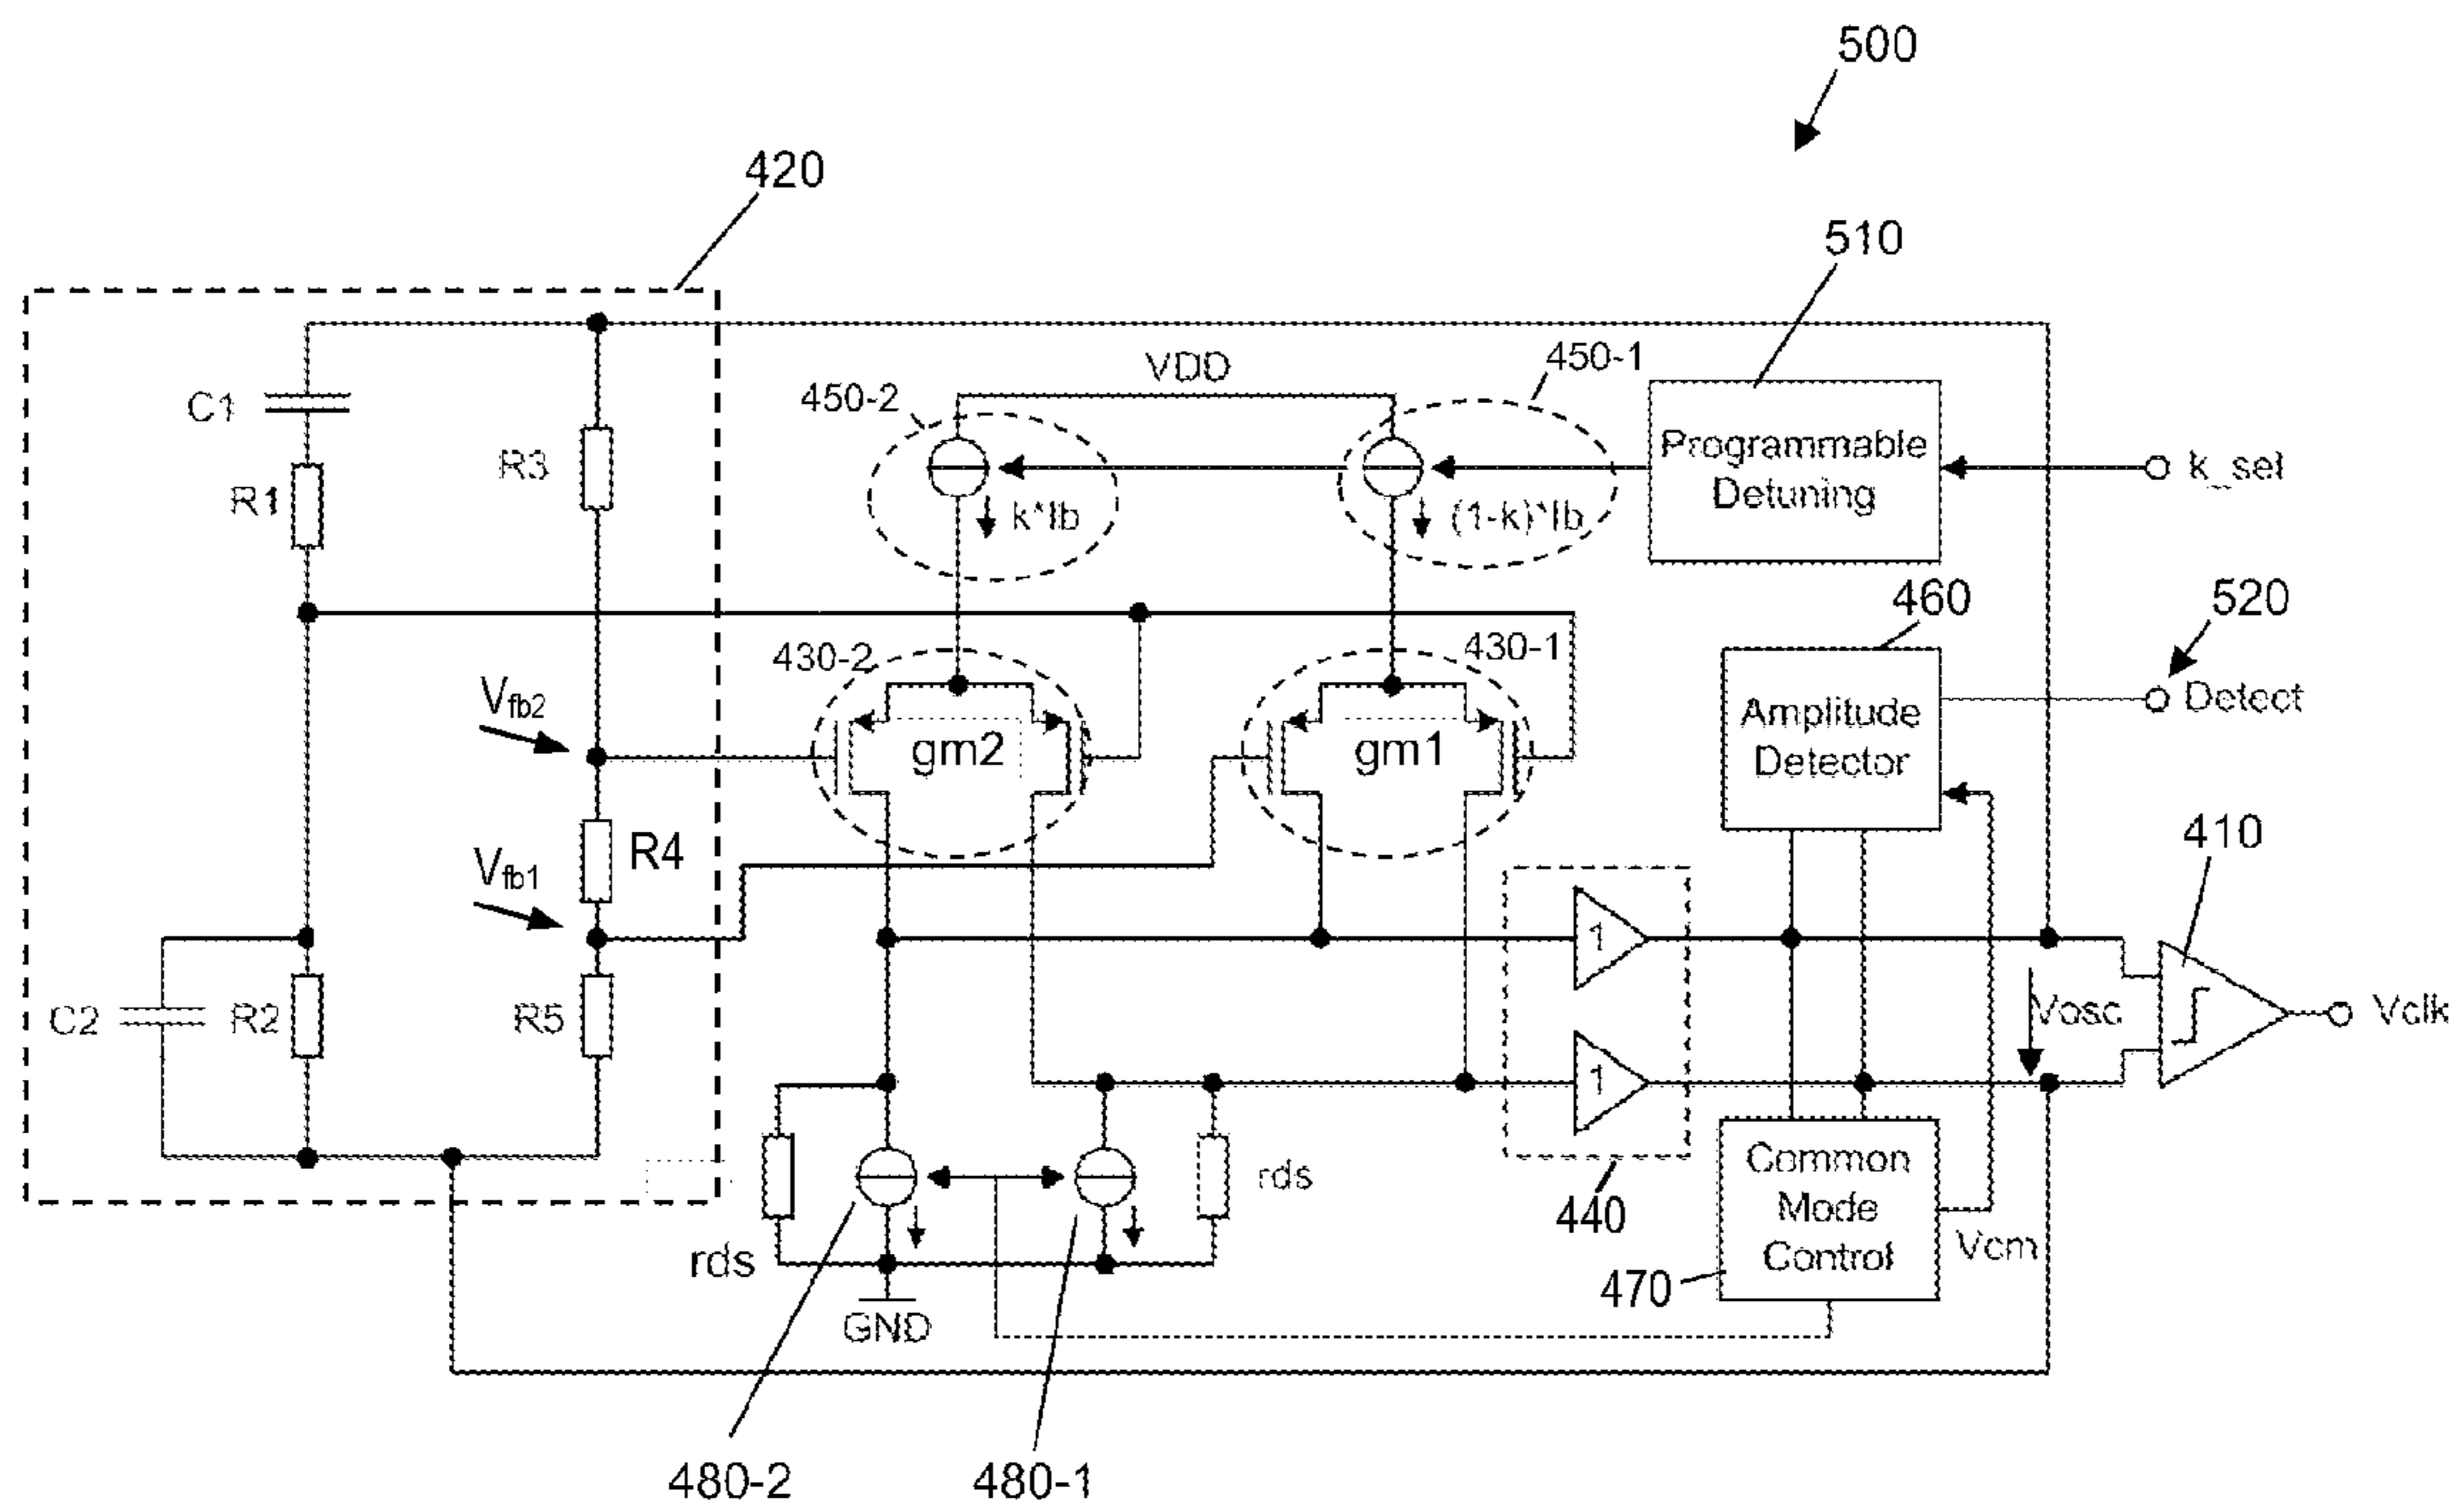 500
420
510
VDD
450-1
450-2
C1
R3
Programmable
Detuning
k_sel
R1
k*Ib
(1-k)*Ib
460
520
430-2
430-1
Vfb2
Detect
Amplitude
Detector
gm2
gm1
410
R4
Vfb1
1
C2
R2
R5
Vosc
Vclk
1
Common
Mode
Control
rds
440
Vcm
rds
470
GND
480-2
480-1